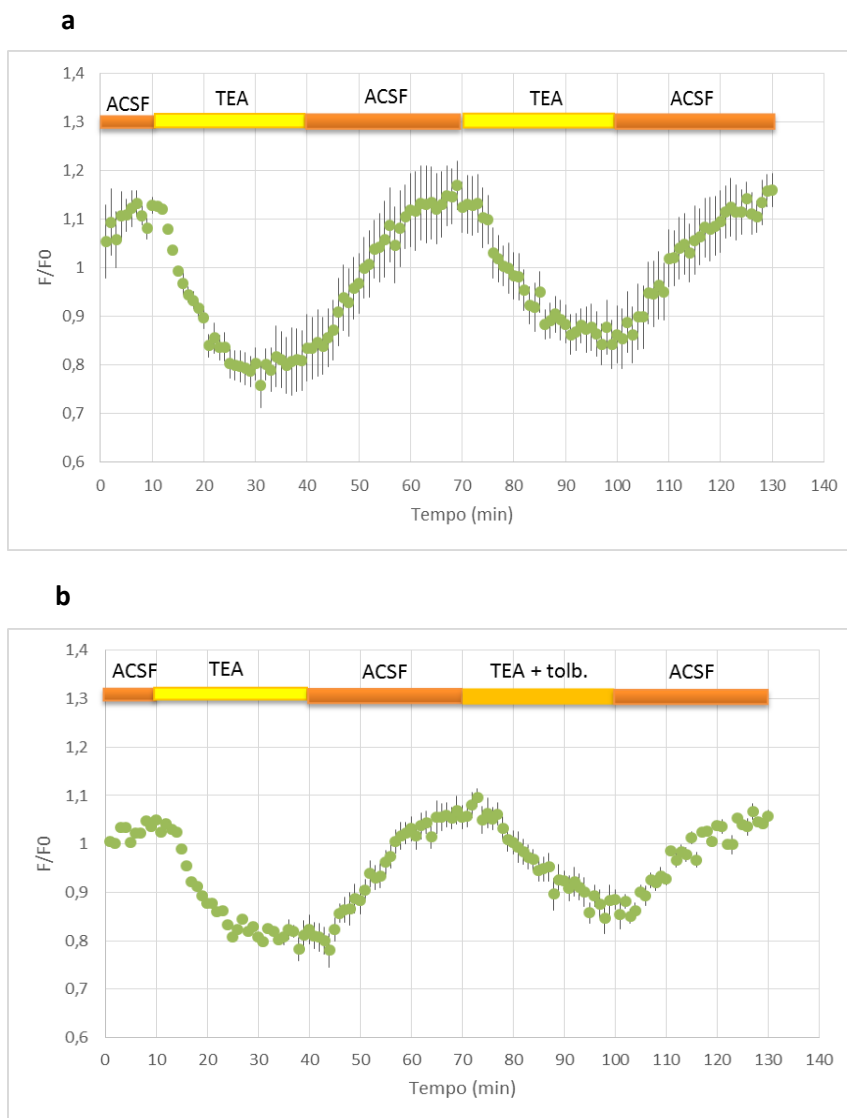 a
1,4
ACSF TEA ACSF TEA ACSF
1,3
1,2
1,1
1
0,9
0,8
0,7
0,6
F/F0
0 10 20 30 40 50 60 70 80 90 100 110 120 130 140
Tempo (min)
b
1,4
ACSF TEA ACSF TEA + tolb. ACSF
1,3
1,2
1,1
1
0,9
0,8
0,7
0,6
F/F0
0 10 20 30 40 50 60 70 80 90 100 110 120 130 140
Tempo (min)